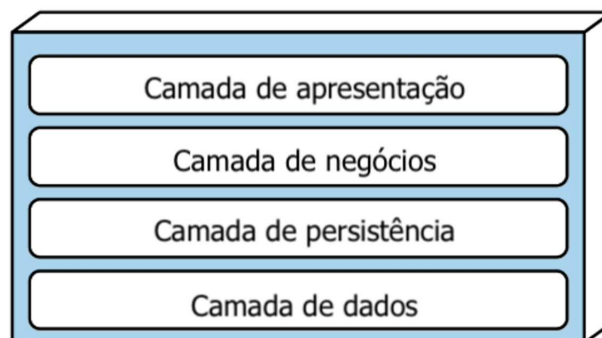 Camada de apresentação
Camada de negócios
Camada de persistência
Camada de dados